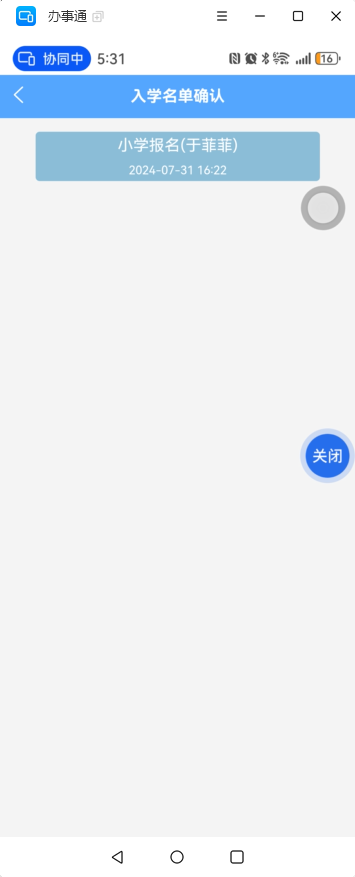 办事通
协同中 5:31 16
入学名单确认
小学报名(于菲菲)
2024-07-31 16:22
关闭